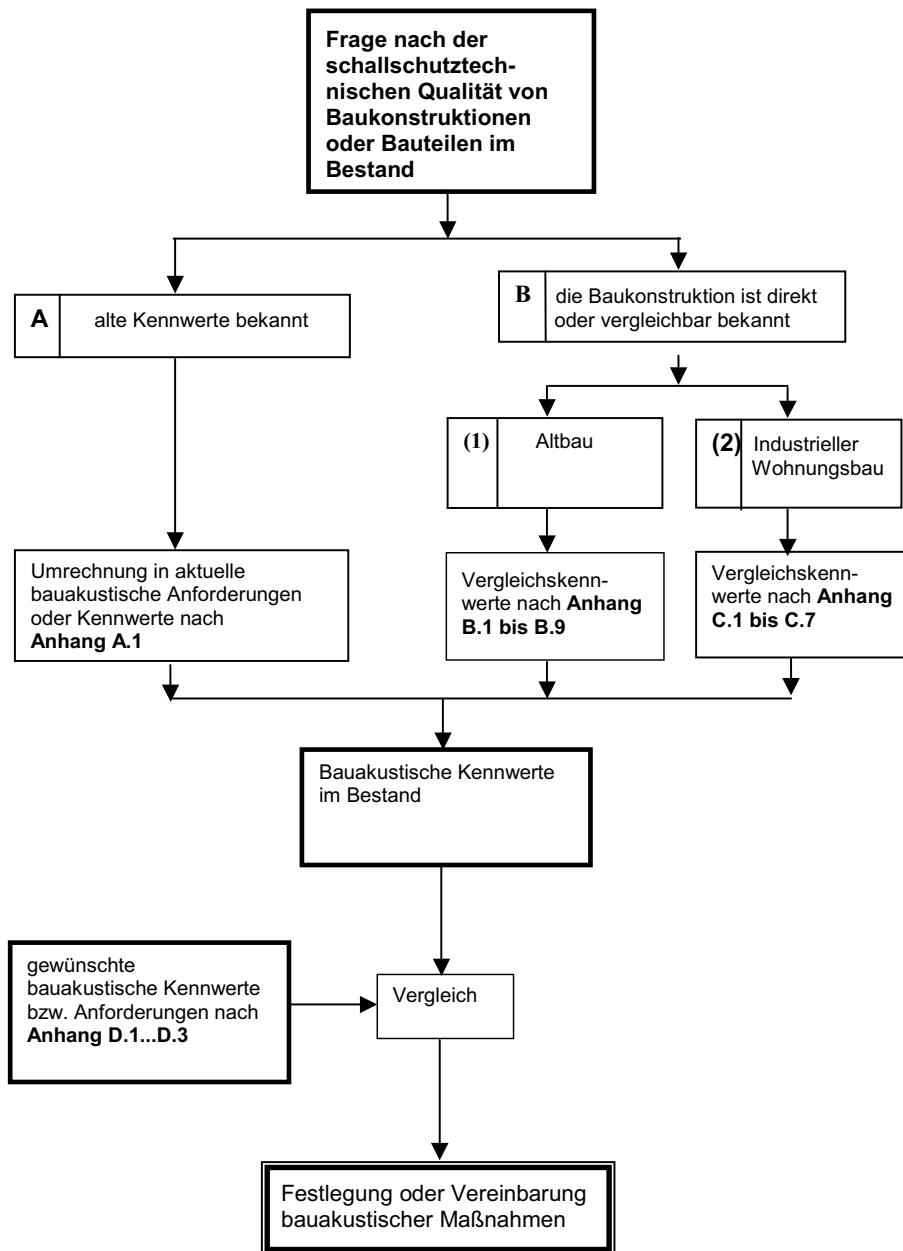 Frage nach der
schallschutztech-
nischen Qualität von
Baukonstruktionen
oder Bauteilen im
Bestand
A
alte Kennwerte bekannt
B
die Baukonstruktion ist direkt
oder vergleichbar bekannt
(1)
Altbau
(2)
Industrieller
Wohnungsbau
Umrechnung in aktuelle
bauakustische Anforderungen
oder Kennwerte nach
Anhang A.1
Vergleichskenn-
werte nach Anhang
B.1 bis B.9
Vergleichskenn-
werte nach Anhang
C.1 bis C.7
Bauakustische Kennwerte
im Bestand
gewünschte
bauakustische Kennwerte
bzw. Anforderungen nach
Anhang D.1...D.3
Vergleich
Festlegung oder Vereinbarung
bauakustischer Maßnahmen